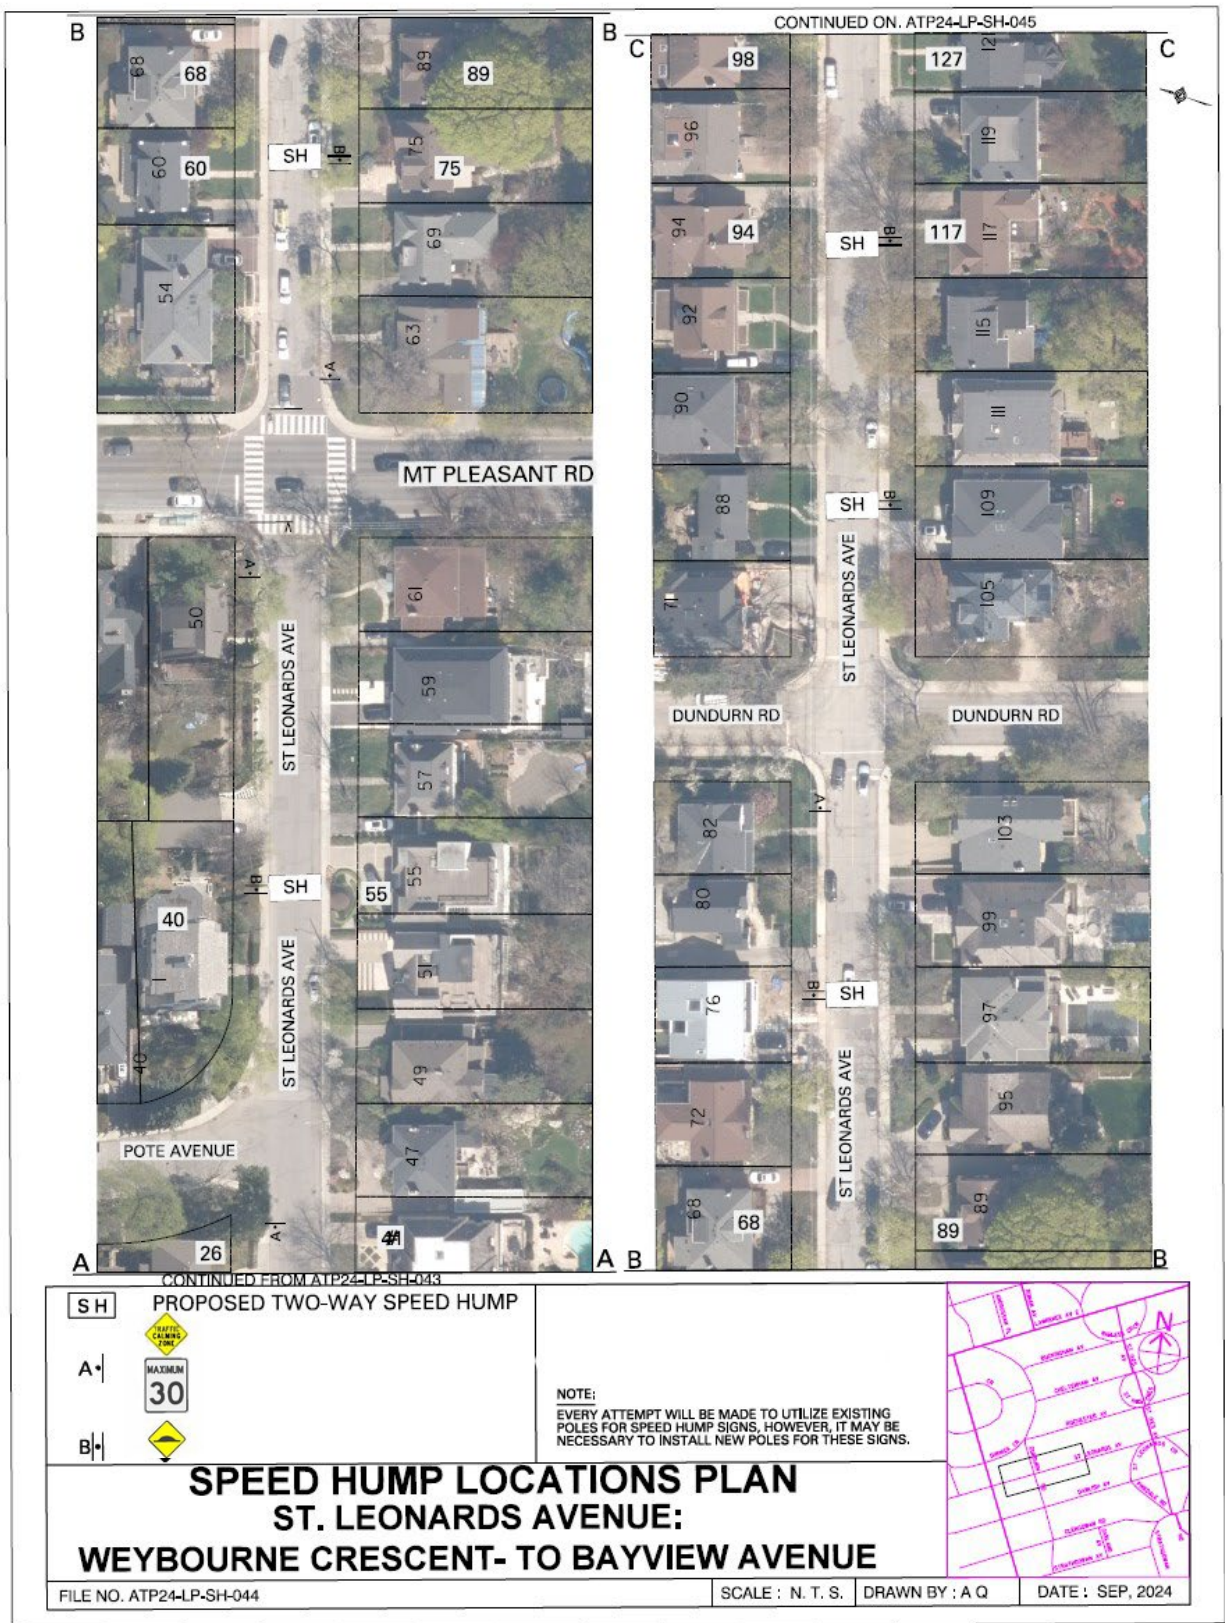 CONTINUED ON. ATP24-LP-SH-045
B
B
C
C
68
68
89
89
60
60
SH
B
75
75
54
69
63
A
MT PLEASANT RD
50
A
61
ST LEONARDS AVE
59
57
B
SH
55
55
40
51
ST LEONARDS AVE
40
49
POTE AVENUE
47
A
26
A
A
CONTINUED FROM ATP24-LP-SH-043
98
127
96
119
94
94
SH
B
117
117
92
115
90
111
88
SH
B
109
71
ST LEONARDS AVE
105
DUNDURN RD
DUNDURN RD
A
82
103
80
99
76
B
SH
97
72
ST LEONARDS AVE
95
68
68
89
89
B
B
SH
PROPOSED TWO-WAY SPEED HUMP
TRAFFIC
CALMING
ZONE
A
MAXIMUM
30
B
NOTE:
EVERY ATTEMPT WILL BE MADE TO UTILIZE EXISTING
POLES FOR SPEED HUMP SIGNS, HOWEVER, IT MAY BE
NECESSARY TO INSTALL NEW POLES FOR THESE SIGNS.
N
SPEED HUMP LOCATIONS PLAN
ST. LEONARDS AVENUE:
WEYBOURNE CRESCENT- TO BAYVIEW AVENUE
FILE NO. ATP24-LP-SH-044
SCALE : N. T. S.
DRAWN BY : A Q
DATE : SEP, 2024